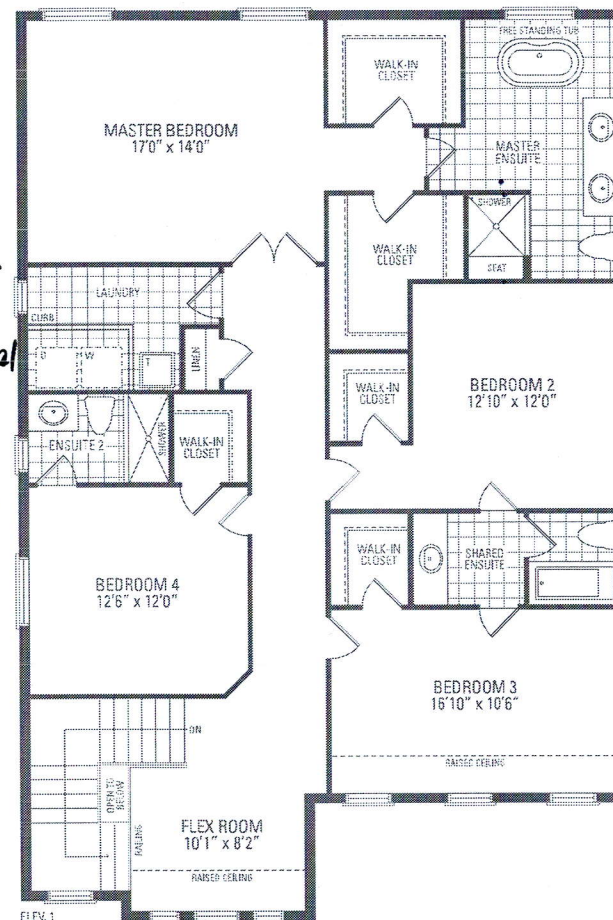 FREE STANDING TUB
WALK-IN
CLOSET
MASTER BEDROOM
17'0" x 14'0"
MASTER
ENSUITE
SHOWER
WALK-IN
CLOSET
SEAT
LAUNDRY
CURB
D
W
T
LINEN
WALK-IN
CLOSET
BEDROOM 2
12'10" x 12'0"
ENSUITE 2
SHOWER
WALK-IN
CLOSET
WALK-IN
CLOSET
SHARED
ENSUITE
BEDROOM 4
12'6" x 12'0"
BEDROOM 3
16'10" x 10'6"
DN
RAISED CEILING
OPEN TO
BELOW
RAILING
FLEX ROOM
10'1" x 8'2"
RAISED CEILING
ELEV. 1